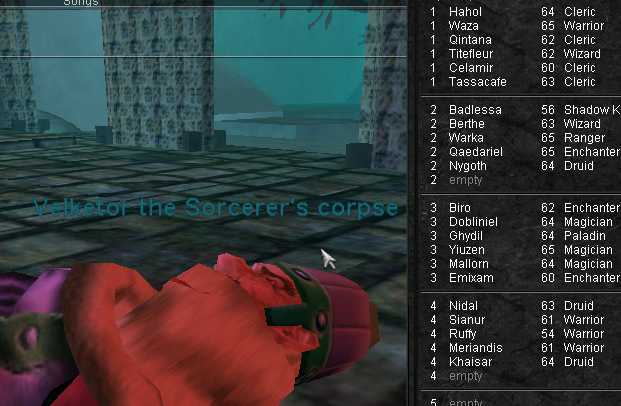 Songs
Velketor the Sorcerer's corpse
1 Hahol 64 Cleric
1 Waza 65 Warrior
1 Qintana 62 Cleric
1 Titefleur 62 Wizard
1 Celamir 60 Cleric
1 Tassacafe 63 Cleric
2 Badlessa 56 Shadow K
2 Berthe 63 Wizard
2 Warka 65 Ranger
2 Qaedariel 65 Enchanter
2 Nygoth 64 Druid
2 empty
3 Biro 62 Enchanter
3 Dobliniel 64 Magician
3 Ghydil 64 Paladin
3 Yiuzen 65 Magician
3 Mallorn 64 Magician
3 Emixam 60 Enchanter
4 Nidal 63 Druid
4 Sianur 61 Warrior
4 Ruffy 54 Warrior
4 Meriandis 61 Warrior
4 Khaisar 64 Druid
4 empty
5 empty